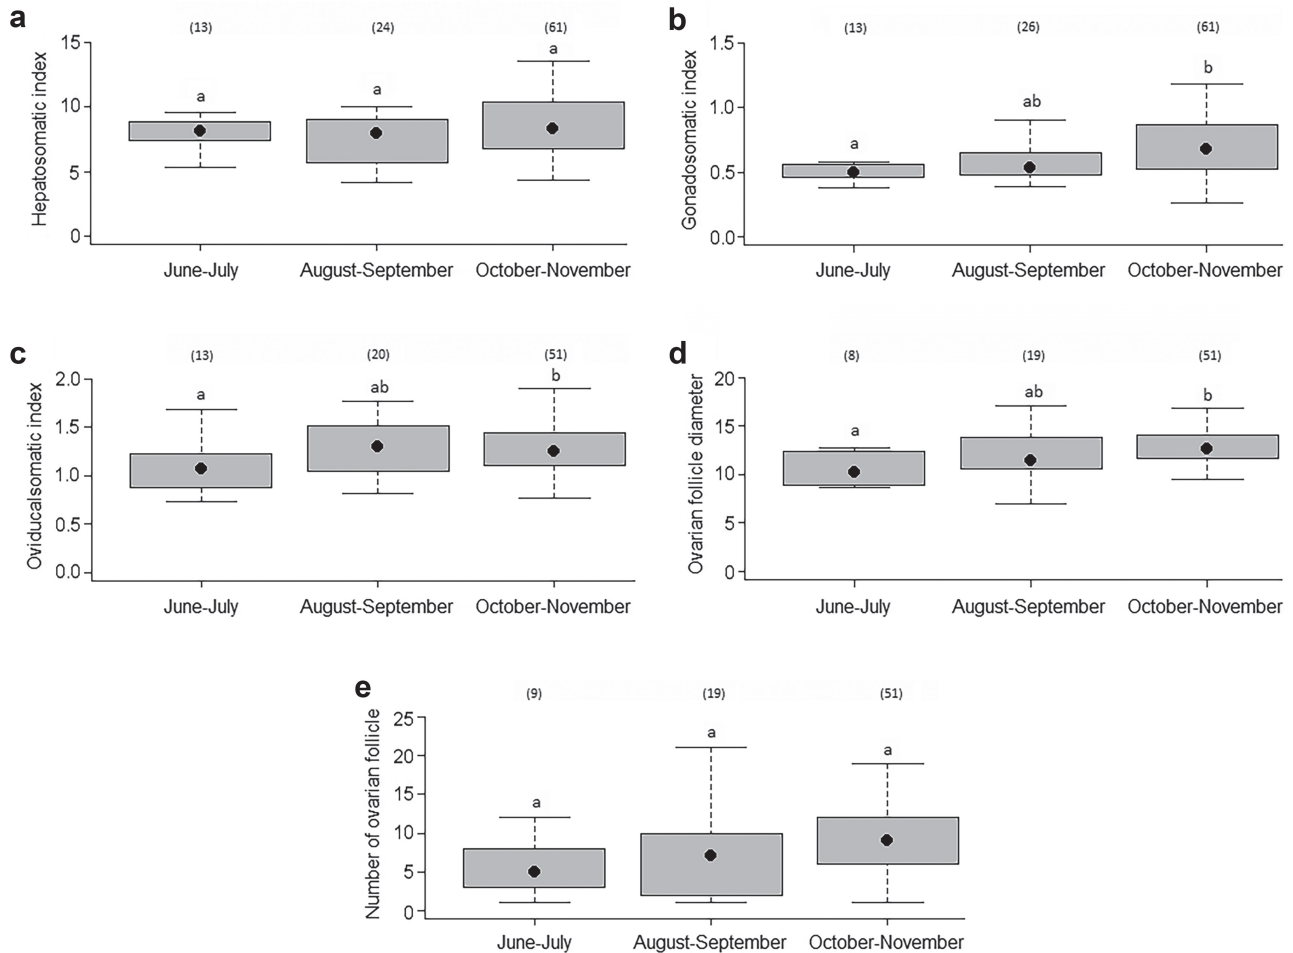 a
(13) (24) (61)
Hepatosomatic index
15
10
5
0
a a a
June-July August-September October-November
b
(13) (26) (61)
Gonadosomatic index
1.5
1.0
0.5
0.0
a ab b
June-July August-September October-November
c
(13) (20) (51)
Oviducalsomatic index
2.0
1.5
1.0
0.5
0.0
a ab b
June-July August-September October-November
d
(8) (19) (51)
Ovarian follicle diameter
20
15
10
5
0
a ab b
June-July August-September October-November
e
(9) (19) (51)
Number of ovarian follicle
25
20
15
10
5
0
a a a
June-July August-September October-November